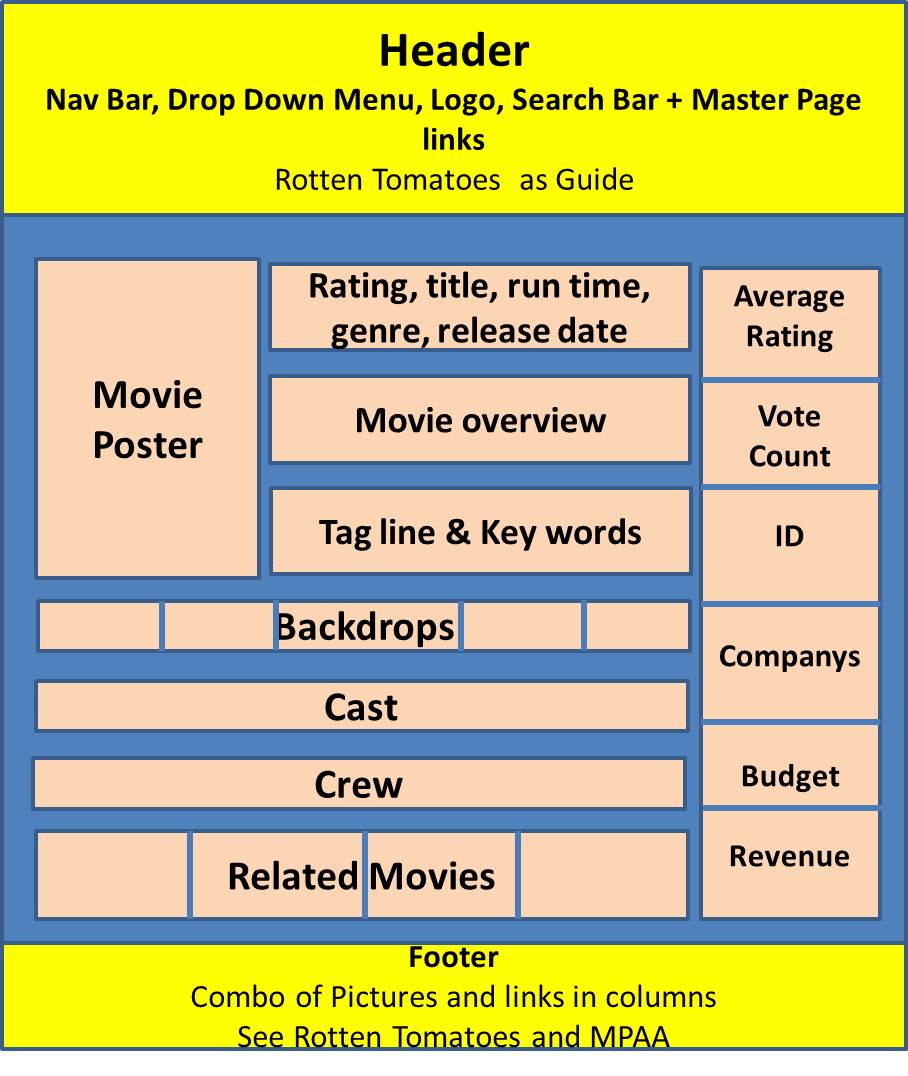 Header
Nav Bar, Drop Down Menu, Logo, Search Bar + Master Page
links
Rotten Tomatoes as Guide
Movie
Poster
Rating, title, run time,
genre, release date
Movie overview
Tag line & Key words
Backdrops
Cast
Crew
Related Movies
Average
Rating
Vote
Count
ID
Companys
Budget
Revenue
Footer
Combo of Pictures and links in columns
See Rotten Tomatoes and MPAA